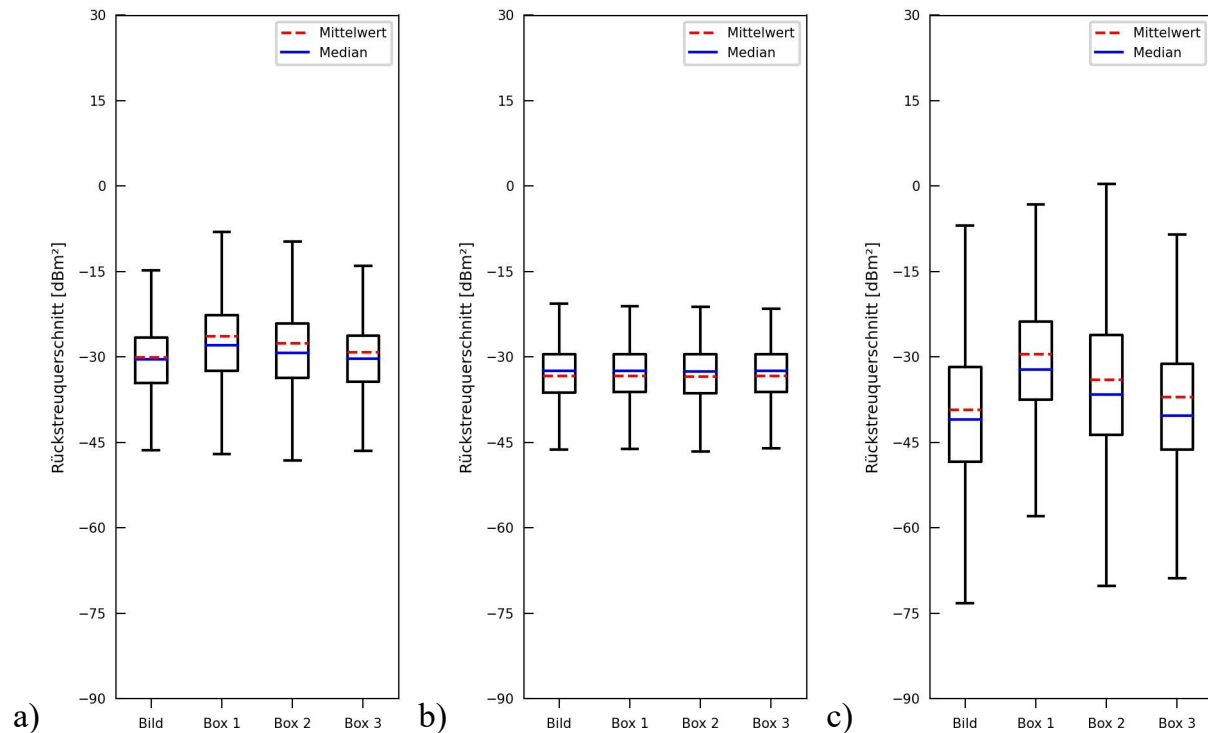 30
15
0
−15
−30
−45
−60
−75
−90
Rückstreuquerschnitt [dBm²]
Mittelwert
Median
Bild Box 1 Box 2 Box 3
a)
30
15
0
−15
−30
−45
−60
−75
−90
Rückstreuquerschnitt [dBm²]
Mittelwert
Median
Bild Box 1 Box 2 Box 3
b)
30
15
0
−15
−30
−45
−60
−75
−90
Rückstreuquerschnitt [dBm²]
Mittelwert
Median
Bild Box 1 Box 2 Box 3
c)